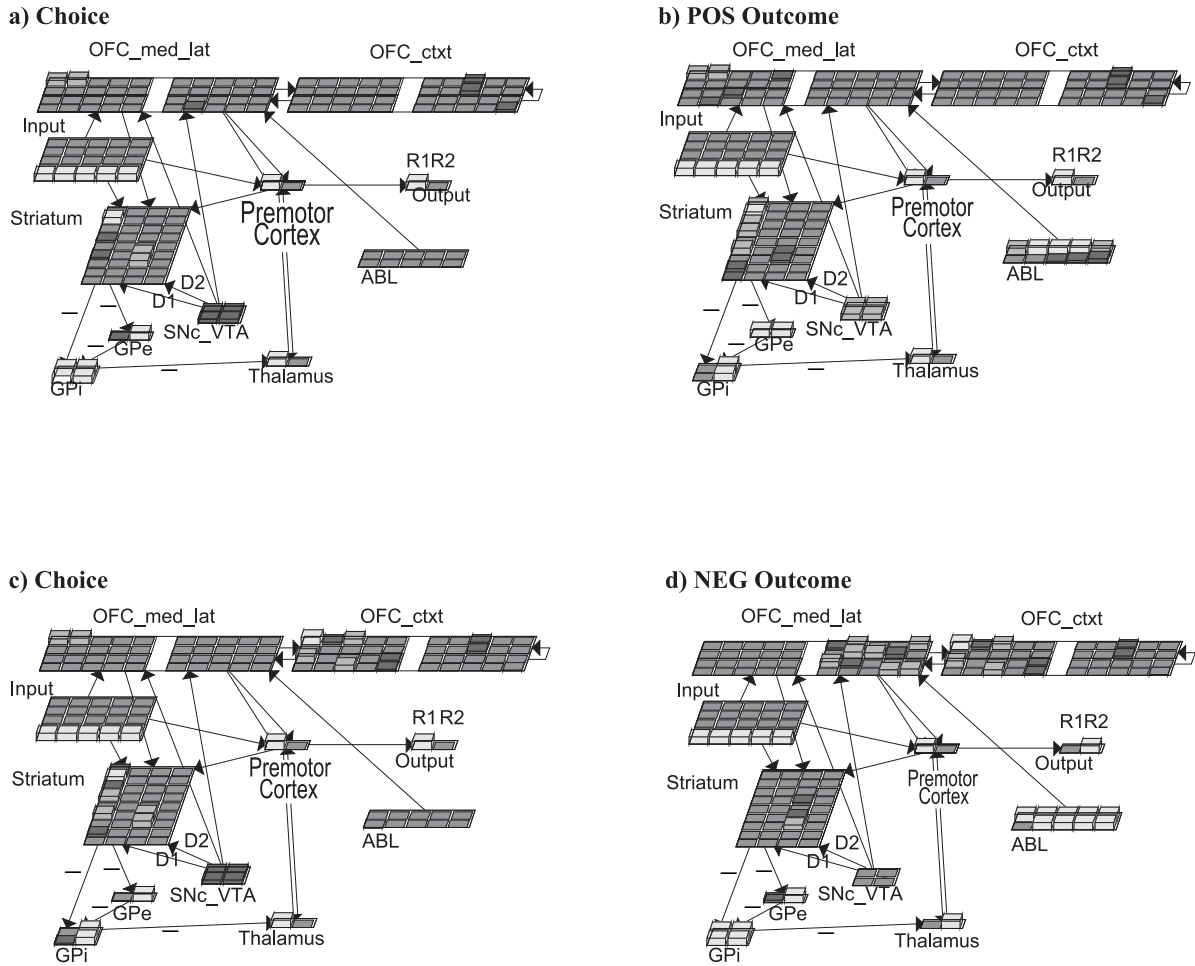 a) Choice
OFC_med_lat
OFC_ctxt
Input
R1R2
Output
Striatum
Premotor
Cortex
ABL
D2
D1
—
—
SNc_VTA
—
GPe
—
GPi
Thalamus
b) POS Outcome
OFC_med_lat
OFC_ctxt
Input
R1R2
Output
Striatum
Premotor
Cortex
ABL
D2
D1
—
—
SNc_VTA
—
GPe
—
GPi
Thalamus
c) Choice
OFC_med_lat
OFC_ctxt
Input
R1R2
Output
Striatum
Premotor
Cortex
ABL
D2
D1
—
—
SNc_VTA
—
GPe
—
GPi
Thalamus
d) NEG Outcome
OFC_med_lat
OFC_ctxt
Input
R1R2
Output
Striatum
Premotor
Cortex
ABL
D2
D1
—
—
SNc_VTA
—
GPe
—
GPi
Thalamus